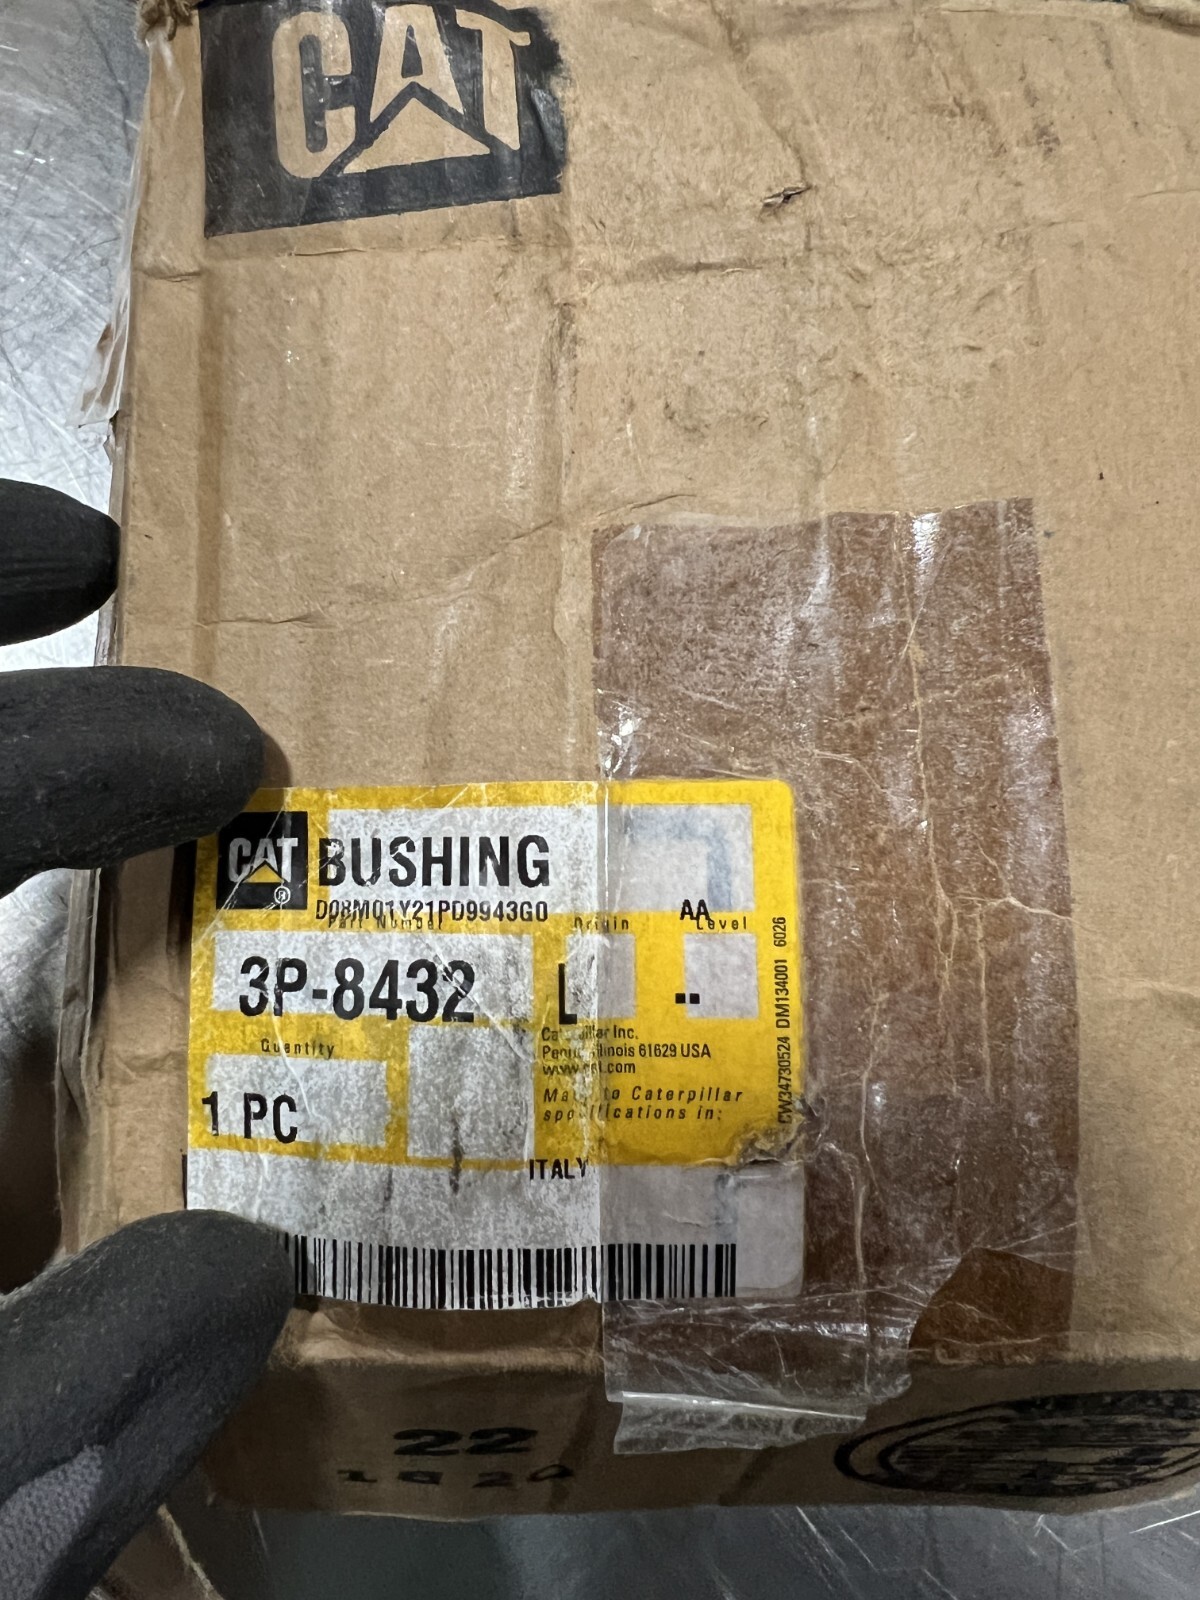 CAT
CAT BUSHING
D08M01Y21PD9943G0
Part Number
Origin
AA
Level
3P-8432
L
Caterpillar Inc.
Peoria, Illinois 61629 USA
www.cat.com
Quantity
1 PC
Made to Caterpillar
specifications in:
ITALY
CW34730524 DM134001 6026
22